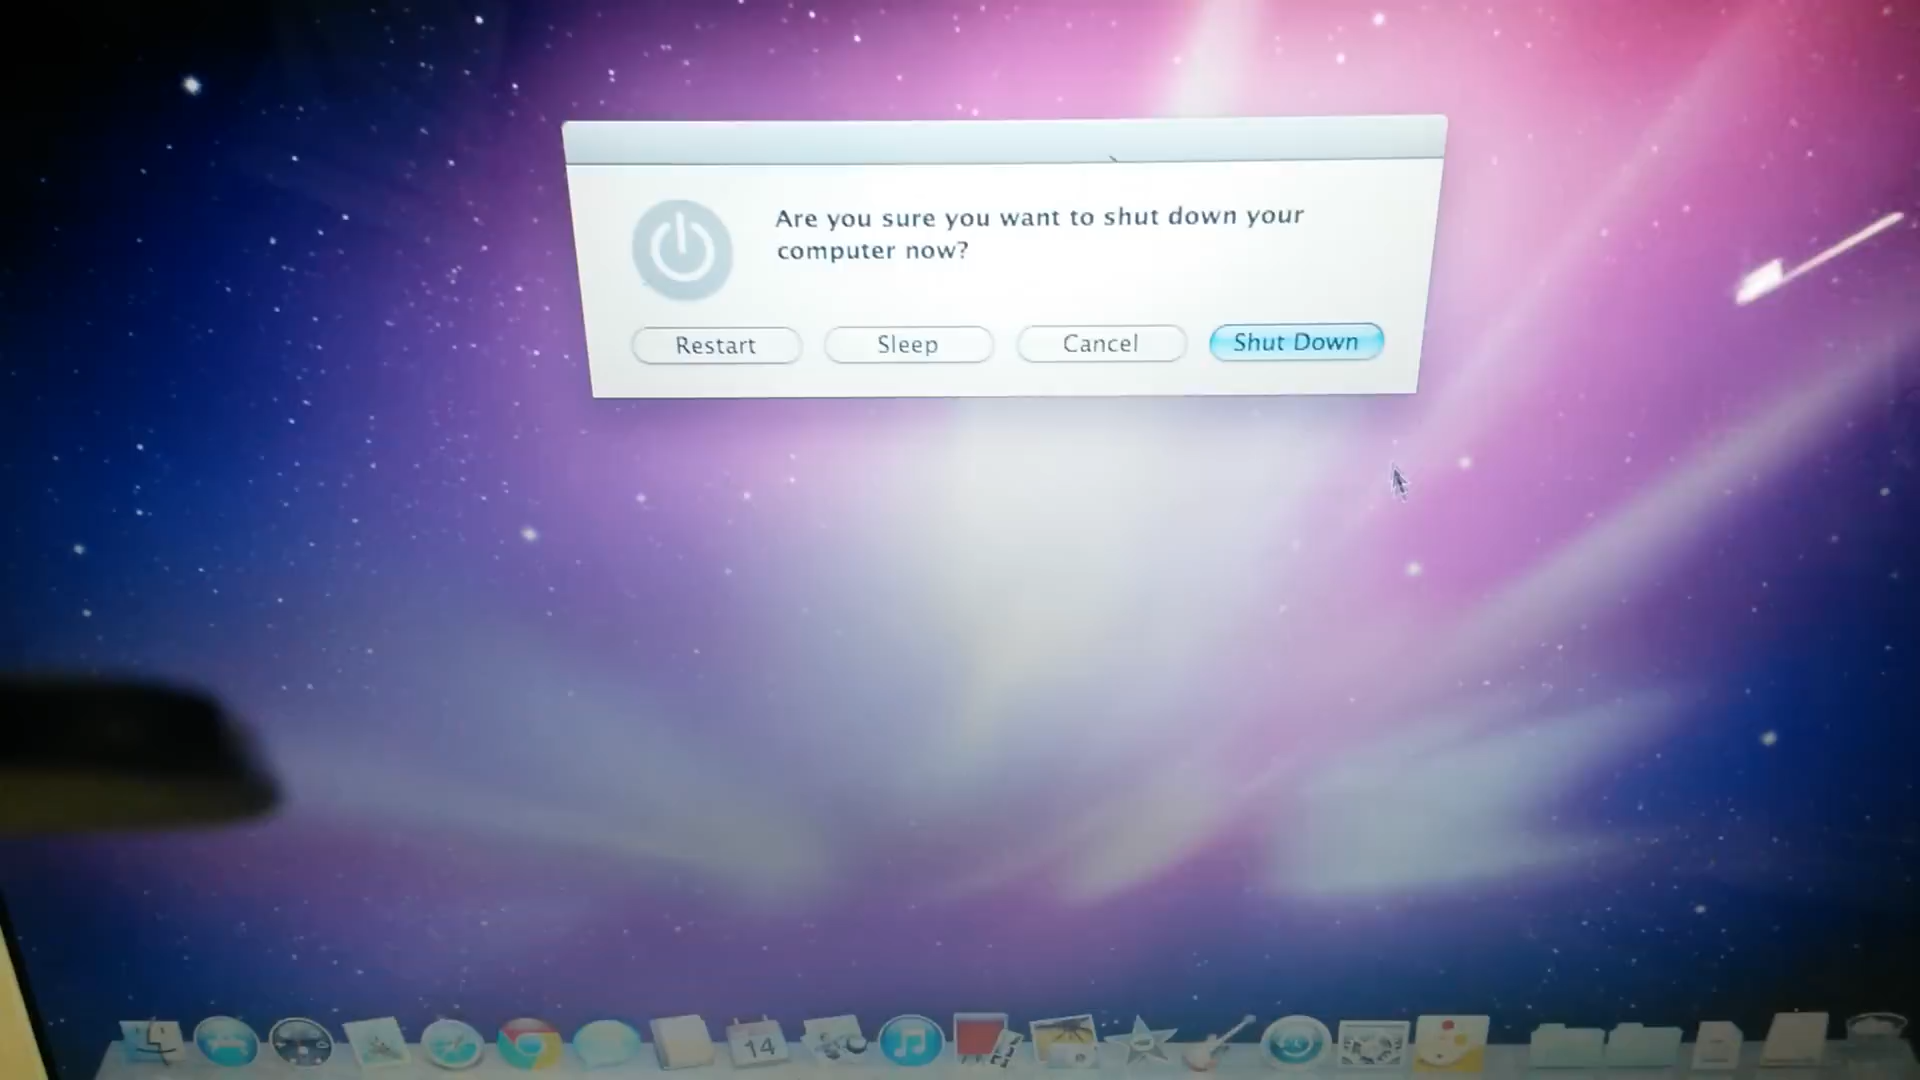 Are you sure you want to shut down your
computer now?
Restart
Sleep
Cancel
Shut Down
14